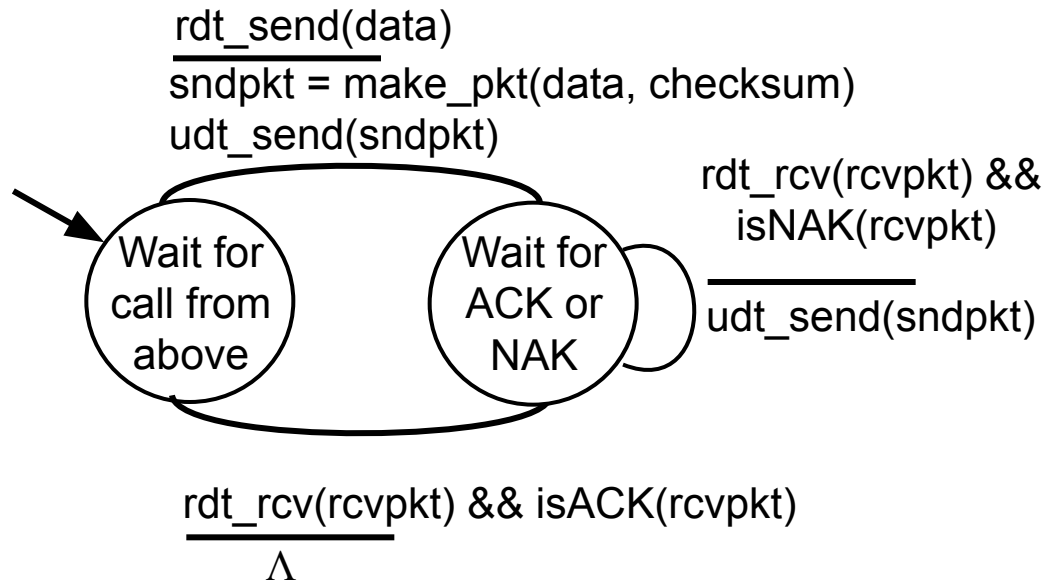 rdt_send(data)
sndpkt = make_pkt(data, checksum)
udt_send(sndpkt)
rdt_rcv(rcvpkt) &&
isNAK(rcvpkt)
udt_send(sndpkt)
Wait for
call from
above
Wait for
ACK or
NAK
rdt_rcv(rcvpkt) && isACK(rcvpkt)
Λ